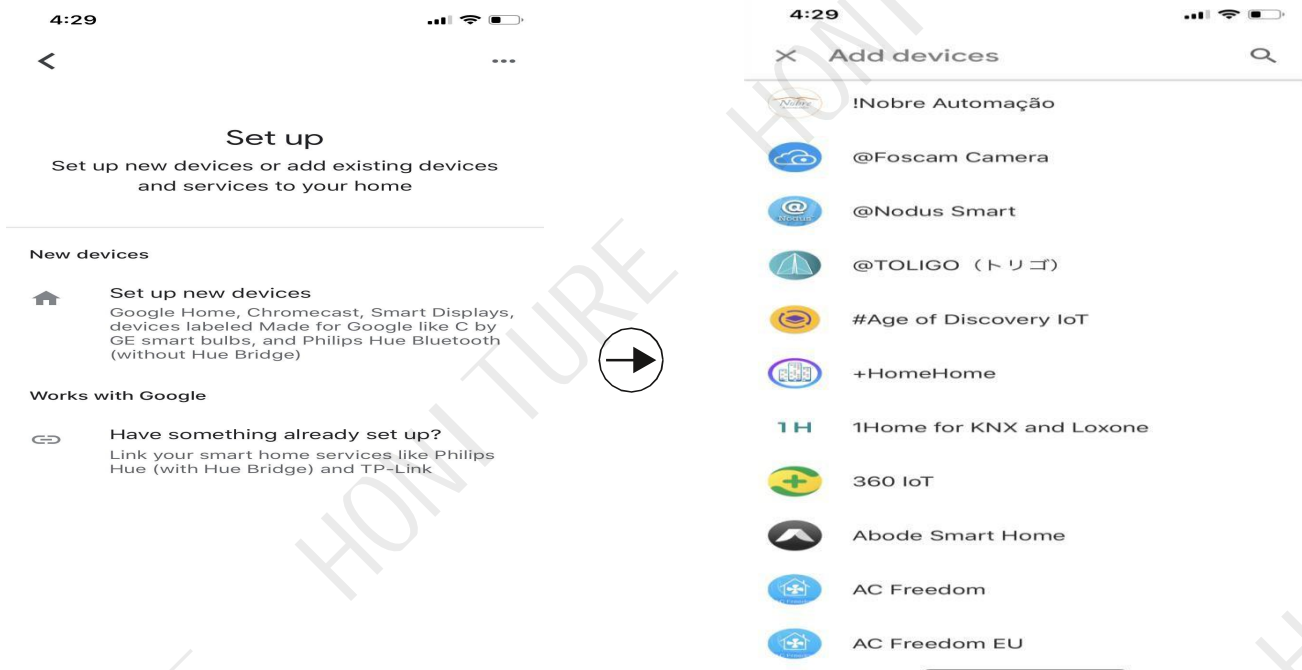 4:29
Set up
Set up new devices or add existing devices
and services to your home
New devices
Set up new devices
Google Home, Chromecast, Smart Displays,
devices labeled Made for Google like C by
GE smart bulbs, and Philips Hue Bluetooth
(without Hue Bridge)
Works with Google
Have something already set up?
Link your smart home services like Philips
Hue (with Hue Bridge) and TP-Link
HONTURE
4:29
Add devices
Nobre
!Nobre Automação
@Foscam Camera
@
Nodus
@Nodus Smart
@TOLIGO（トリゴ）
#Age of Discovery IoT
+HomeHome
1H
1Home for KNX and Loxone
360 IoT
Abode Smart Home
AC Freedom
AC Freedom EU